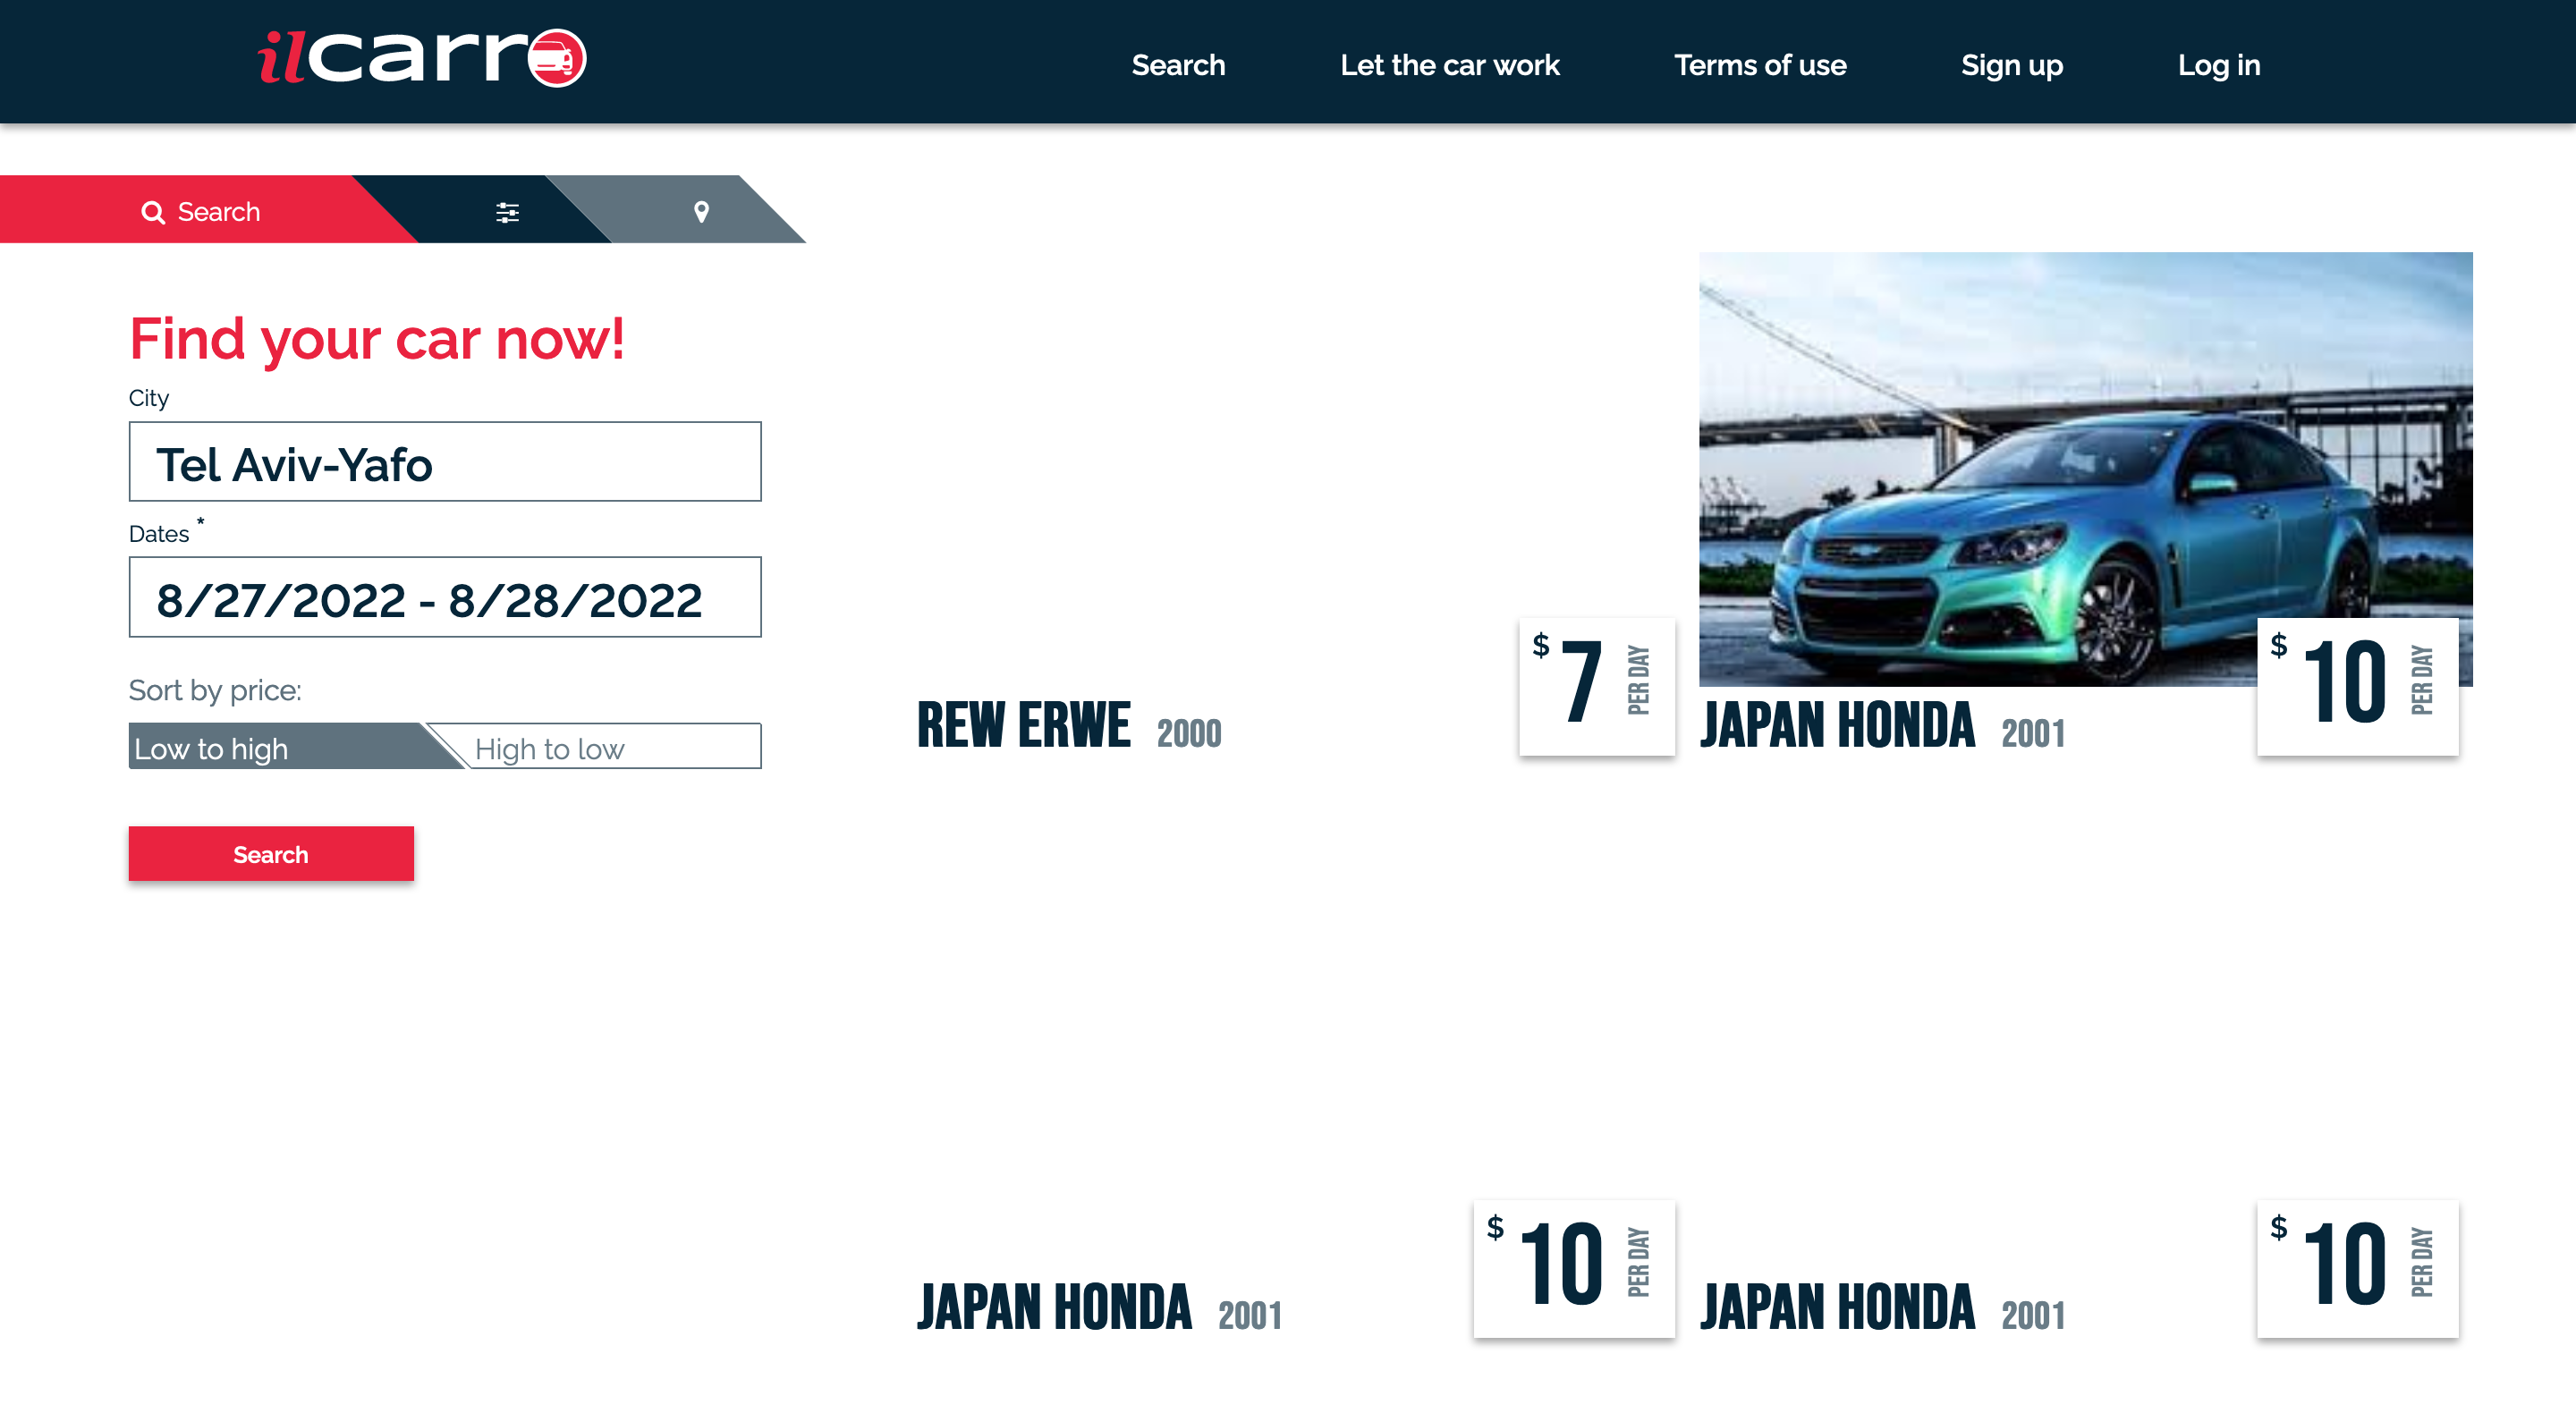 ilcarro
Search
Let the car work
Terms of use
Sign up
Log in
Search
Find your car now!
City
Tel Aviv-Yafo
Dates *
8/27/2022 - 8/28/2022
Sort by price:
Low to high
High to low
Search
$ 7 PER DAY
REW ERWE 2000
$ 10 PER DAY
JAPAN HONDA 2001
$ 10 PER DAY
JAPAN HONDA 2001
$ 10 PER DAY
JAPAN HONDA 2001